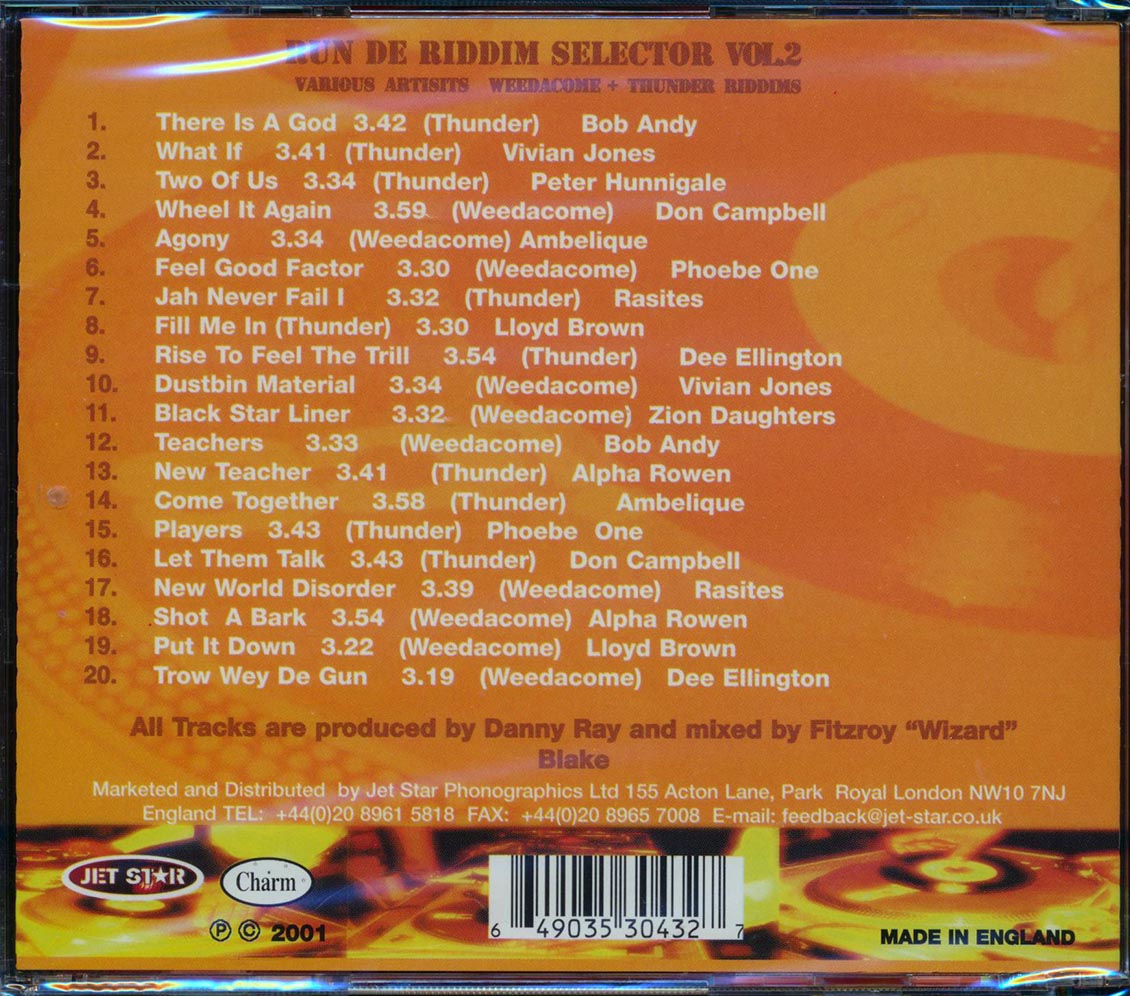 RUN DE RIDDIM SELECTOR VOL.2
VARIOUS ARTISITS WEEDACOME + THUNDER RIDDIMS
1. There Is A God 3.42 (Thunder) Bob Andy
2. What If 3.41 (Thunder) Vivian Jones
3. Two Of Us 3.34 (Thunder) Peter Hunnigale
4. Wheel It Again 3.59 (Weedacome) Don Campbell
5. Agony 3.34 (Weedacome) Ambelique
6. Feel Good Factor 3.30 (Weedacome) Phoebe One
7. Jah Never Fail I 3.32 (Thunder) Rasites
8. Fill Me In (Thunder) 3.30 Lloyd Brown
9. Rise To Feel The Trill 3.54 (Thunder) Dee Ellington
10. Dustbin Material 3.34 (Weedacome) Vivian Jones
11. Black Star Liner 3.32 (Weedacome) Zion Daughters
12. Teachers 3.33 (Weedacome) Bob Andy
13. New Teacher 3.41 (Thunder) Alpha Rowen
14. Come Together 3.58 (Thunder) Ambelique
15. Players 3.43 (Thunder) Phoebe One
16. Let Them Talk 3.43 (Thunder) Don Campbell
17. New World Disorder 3.39 (Weedacome) Rasites
18. Shot A Bark 3.54 (Weedacome) Alpha Rowen
19. Put It Down 3.22 (Weedacome) Lloyd Brown
20. Trow Wey De Gun 3.19 (Weedacome) Dee Ellington
All Tracks are produced by Danny Ray and mixed by Fitzroy “Wizard”
Blake
Marketed and Distributed by Jet Star Phonographics Ltd 155 Acton Lane, Park Royal London NW10 7NJ
England TEL: +44(0)20 8961 5818 FAX: +44(0)20 8965 7008 E-mail: feedback@jet-star.co.uk
JET ST★R
Charm
℗ © 2001
6 49035 30432 7
MADE IN ENGLAND